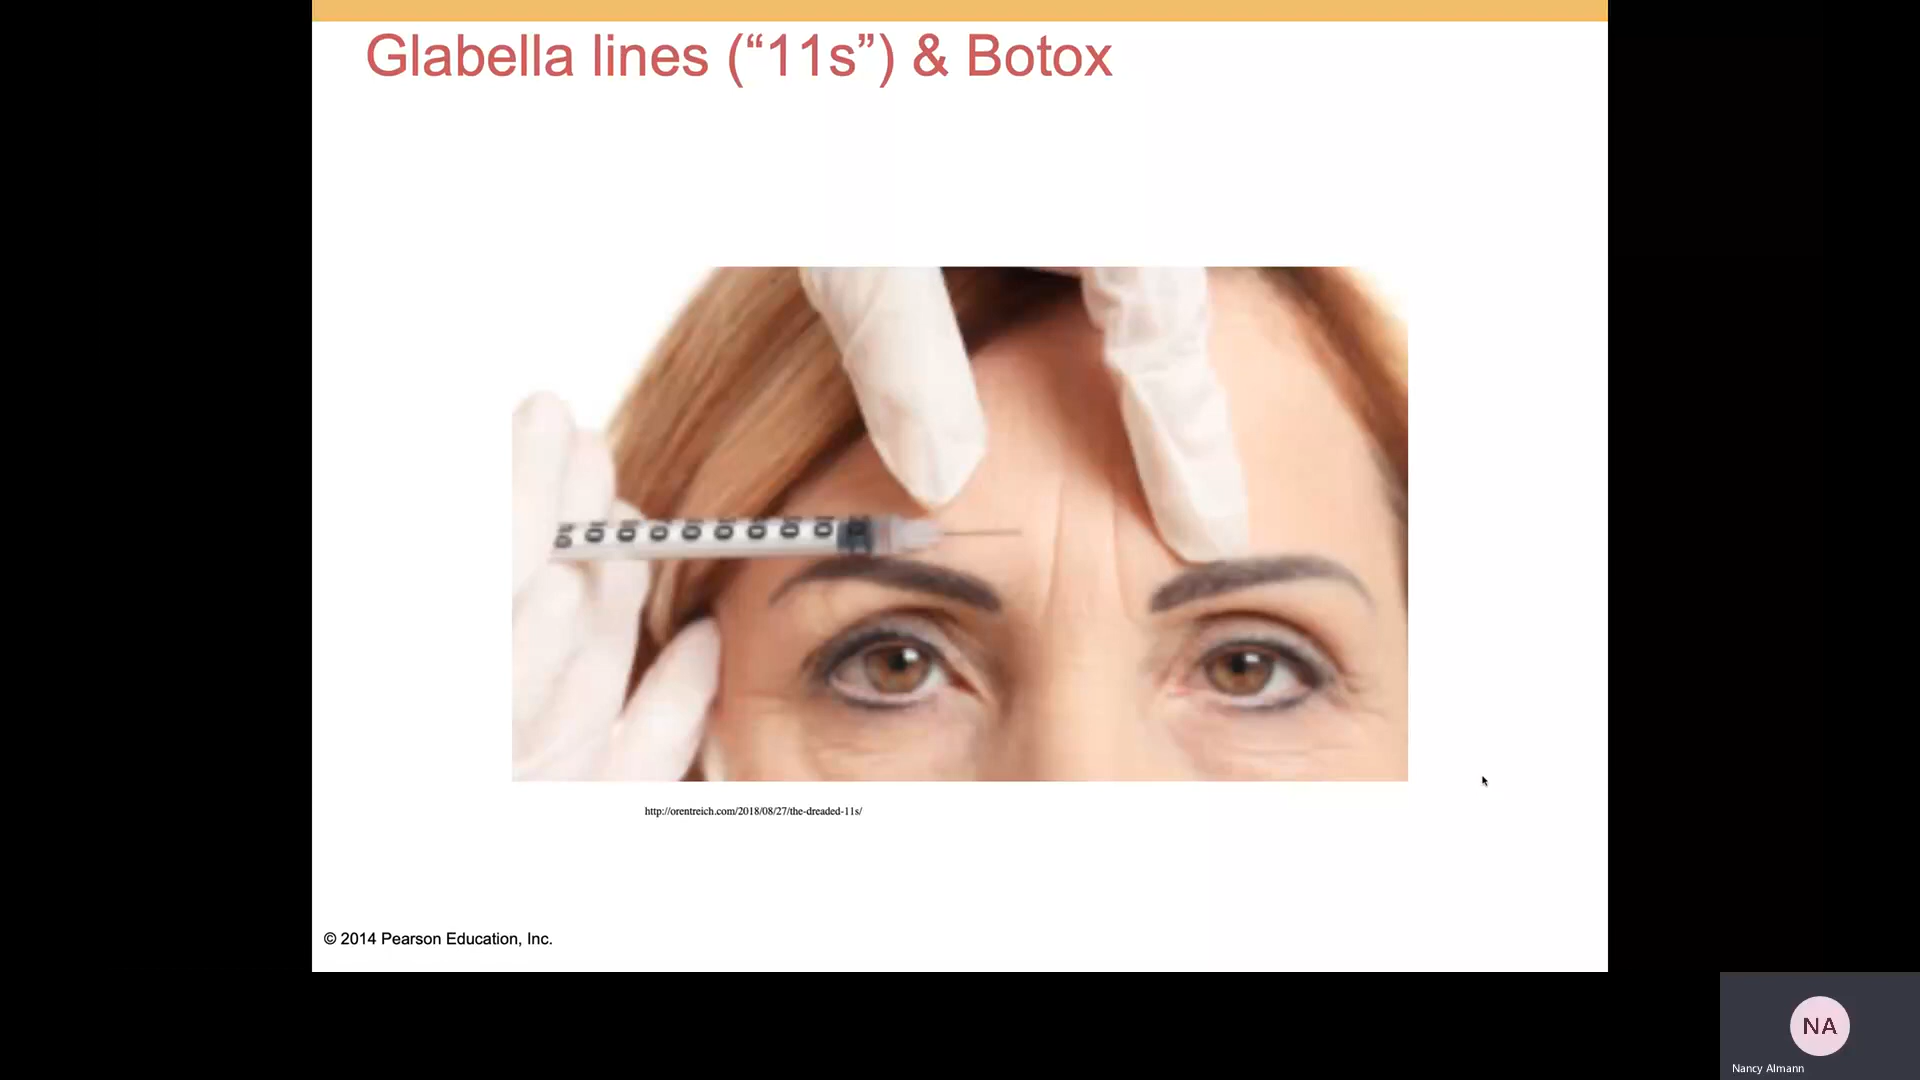 Glabella lines (“11s”) & Botox
http://orentreich.com/2018/08/27/the-dreaded-11s/
© 2014 Pearson Education, Inc.
NA
Nancy Almann